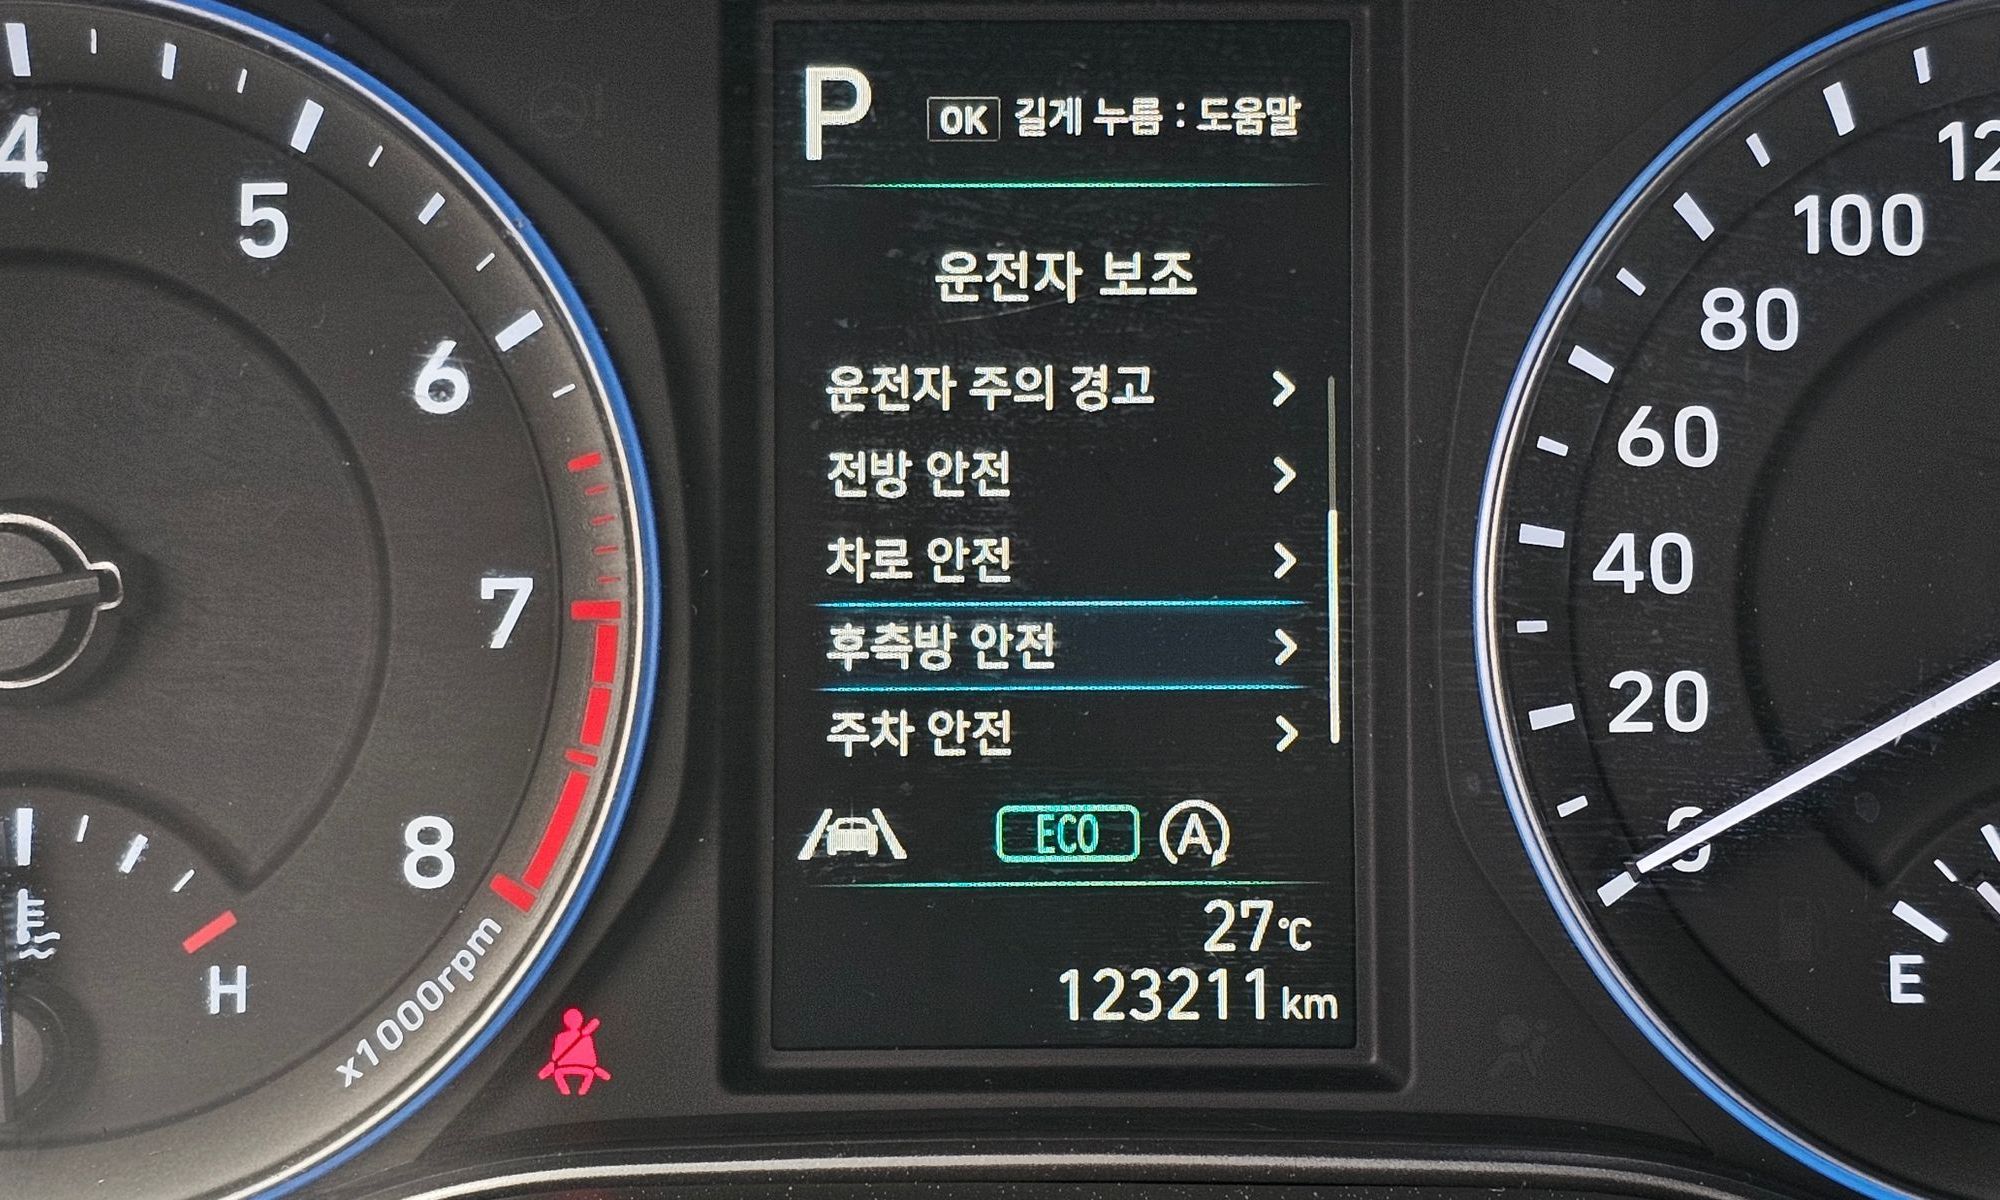 P
OK 길게 누름 : 도움말
운전자 보조
운전자 주의 경고
전방 안전
차로 안전
후측방 안전
주차 안전
ECO A
27℃
123211 km
4
5
6
7
8
x1000rpm
H
12
100
80
60
40
20
0
E